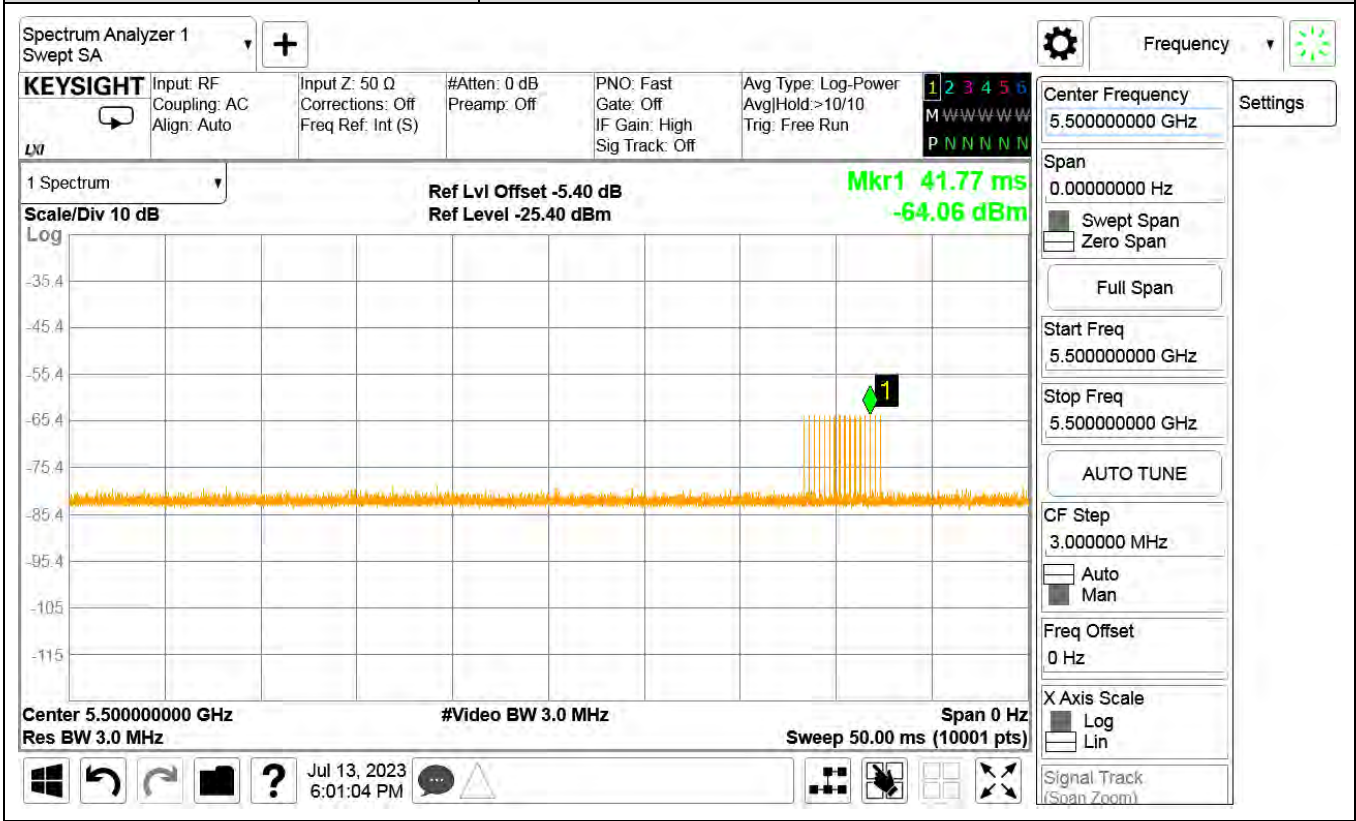 Spectrum Analyzer 1
Swept SA
+
Frequency
KEYSIGHT
LXI
Input: RF
Coupling: AC
Align: Auto
Input Z: 50 Ω
Corrections: Off
Freq Ref: Int (S)
#Atten: 0 dB
Preamp: Off
PNO: Fast
Gate: Off
IF Gain: High
Sig Track: Off
Avg Type: Log-Power
Avg|Hold:>10/10
Trig: Free Run
1 2 3 4 5 6
M W W W W W
P N N N N N
Center Frequency
5.500000000 GHz
Settings
Span
0.00000000 Hz
Swept Span
Zero Span
Full Span
Start Freq
5.500000000 GHz
Stop Freq
5.500000000 GHz
AUTO TUNE
CF Step
3.000000 MHz
Auto
Man
Freq Offset
0 Hz
X Axis Scale
Log
Lin
Signal Track
(Span Zoom)
1 Spectrum
Scale/Div 10 dB
Log
Ref Lvl Offset -5.40 dB
Ref Level -25.40 dBm
Mkr1 41.77 ms
-64.06 dBm
-35.4
-45.4
-55.4
1
-65.4
-75.4
-85.4
-95.4
-105
-115
Center 5.500000000 GHz
Res BW 3.0 MHz
#Video BW 3.0 MHz
Span 0 Hz
Sweep 50.00 ms (10001 pts)
?
Jul 13, 2023
6:01:04 PM